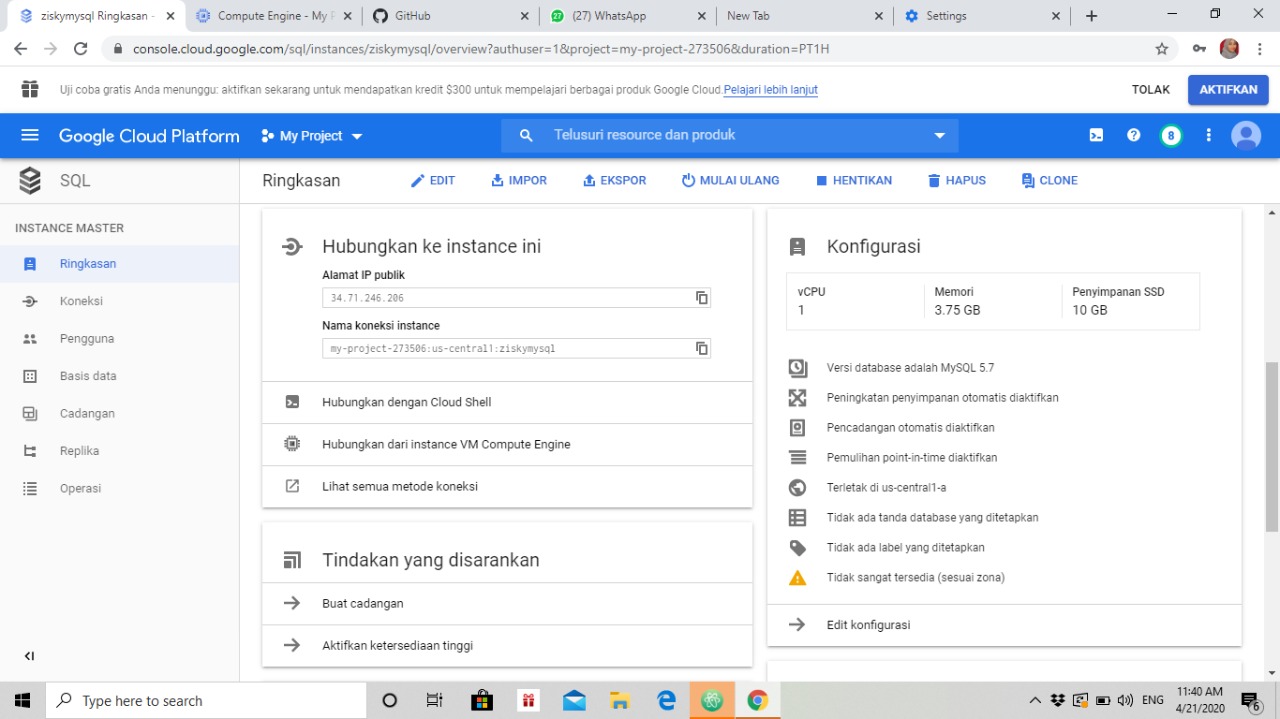 ziskymysql Ringkasan -
Compute Engine - My P
GitHub
27
(27) WhatsApp
New Tab
Settings
console.cloud.google.com/sql/instances/ziskymysql/overview?authuser=1&project=my-project-273506&duration=PT1H
Uji coba gratis Anda menunggu: aktifkan sekarang untuk mendapatkan kredit $300 untuk mempelajari berbagai produk Google Cloud.Pelajari lebih lanjut
TOLAK
AKTIFKAN
Google Cloud Platform
My Project
Telusuri resource dan produk
8
SQL
Ringkasan
EDIT
IMPOR
EKSPOR
MULAI ULANG
HENTIKAN
HAPUS
CLONE
INSTANCE MASTER
Ringkasan
Koneksi
Pengguna
Basis data
Cadangan
Replika
Operasi
Hubungkan ke instance ini
Alamat IP publik
34.71.246.206
Nama koneksi instance
my-project-273506:us-central1:ziskymysql
Hubungkan dengan Cloud Shell
Hubungkan dari instance VM Compute Engine
Lihat semua metode koneksi
Tindakan yang disarankan
Buat cadangan
Aktifkan ketersediaan tinggi
Konfigurasi
vCPU
1
Memori
3.75 GB
Penyimpanan SSD
10 GB
Versi database adalah MySQL 5.7
Peningkatan penyimpanan otomatis diaktifkan
Pencadangan otomatis diaktifkan
Pemulihan point-in-time diaktifkan
Terletak di us-central1-a
Tidak ada tanda database yang ditetapkan
Tidak ada label yang ditetapkan
Tidak sangat tersedia (sesuai zona)
Edit konfigurasi
Type here to search
ENG
11:40 AM
4/21/2020
6